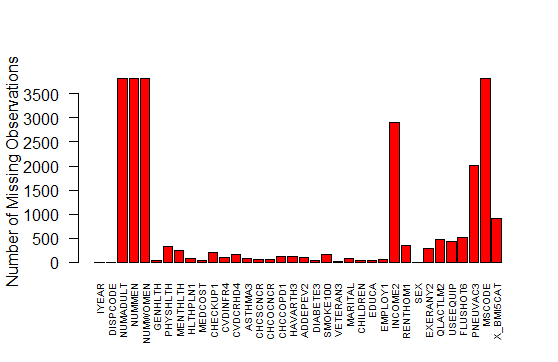 Number of Missing Observations
3500
3000
2500
2000
1500
1000
500
0
IYEAR
DISPCODE
NUMADULT
NUMMEN
NUMWOMEN
GENHLTH
PHYSHLTH
MENTHLTH
HLTHPLN1
MEDCOST
CHECKUP1
CVDINFR4
CVDCRHD4
ASTHMA3
CHCSCNCR
CHCOCNCR
CHCCOPD1
HAVARTH3
ADDEPEV2
DIABETE3
SMOKE100
VETERAN3
MARITAL
CHILDREN
EDUCA
EMPLOY1
INCOME2
RENTHOM1
SEX
EXERANY2
QLACTLM2
USEEQUIP
FLUSHOT6
PNEUVAC3
MSCODE
X_BMI5CAT